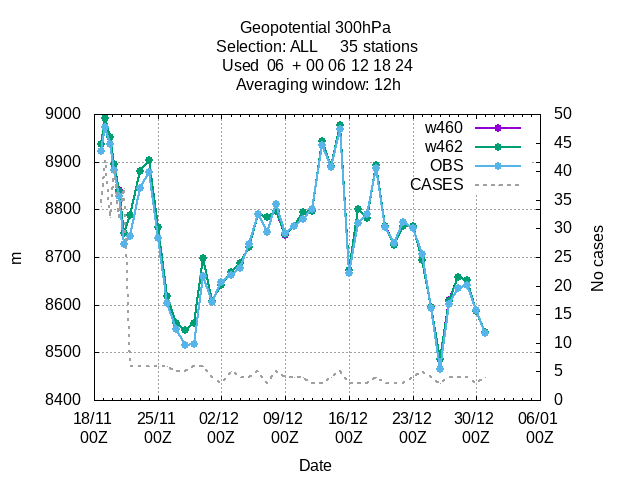 Geopotential 300hPa
Selection: ALL     35 stations
Used  06  + 00 06 12 18 24
Averaging window: 12h
9000
8900
8800
8700
8600
8500
8400
m
w460
w462
OBS
CASES
50
45
40
35
30
25
20
15
10
5
0
No cases
18/11 25/11 02/12 09/12 16/12 23/12 30/12 06/01
00Z 00Z 00Z 00Z 00Z 00Z 00Z 00Z
Date